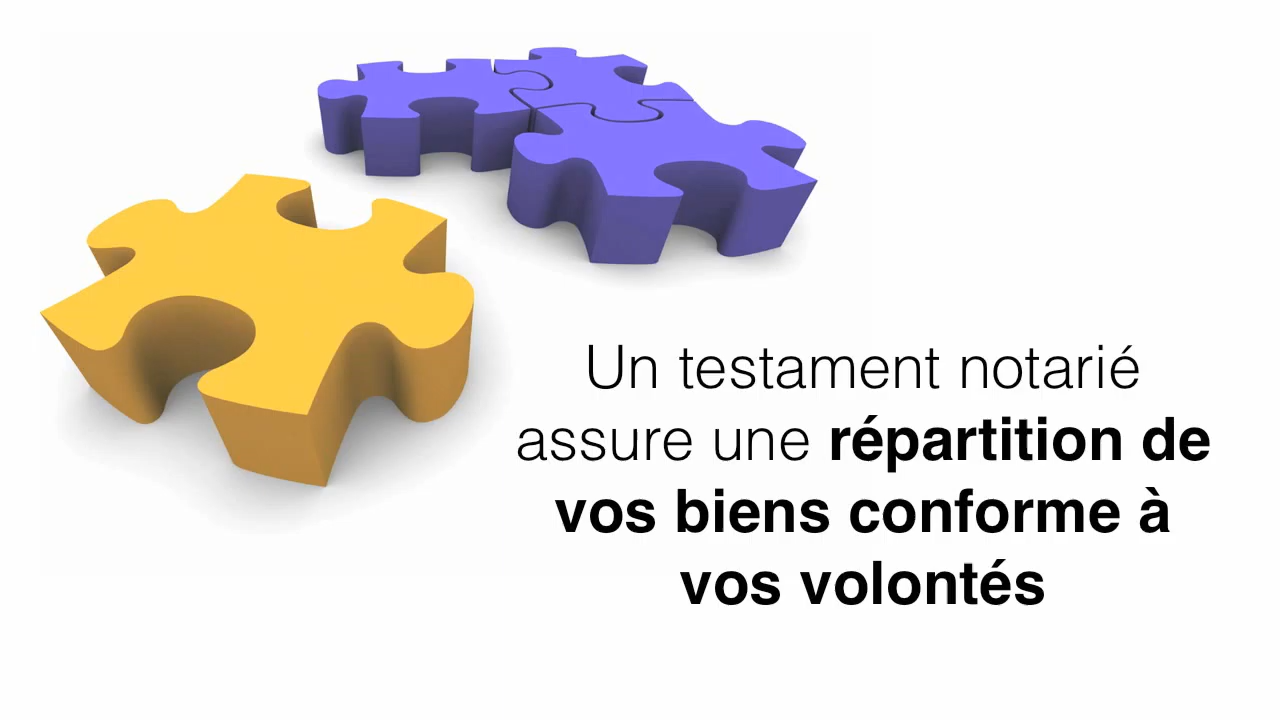 Un testament notarié
assure une répartition de
vos biens conforme à
vos volontés